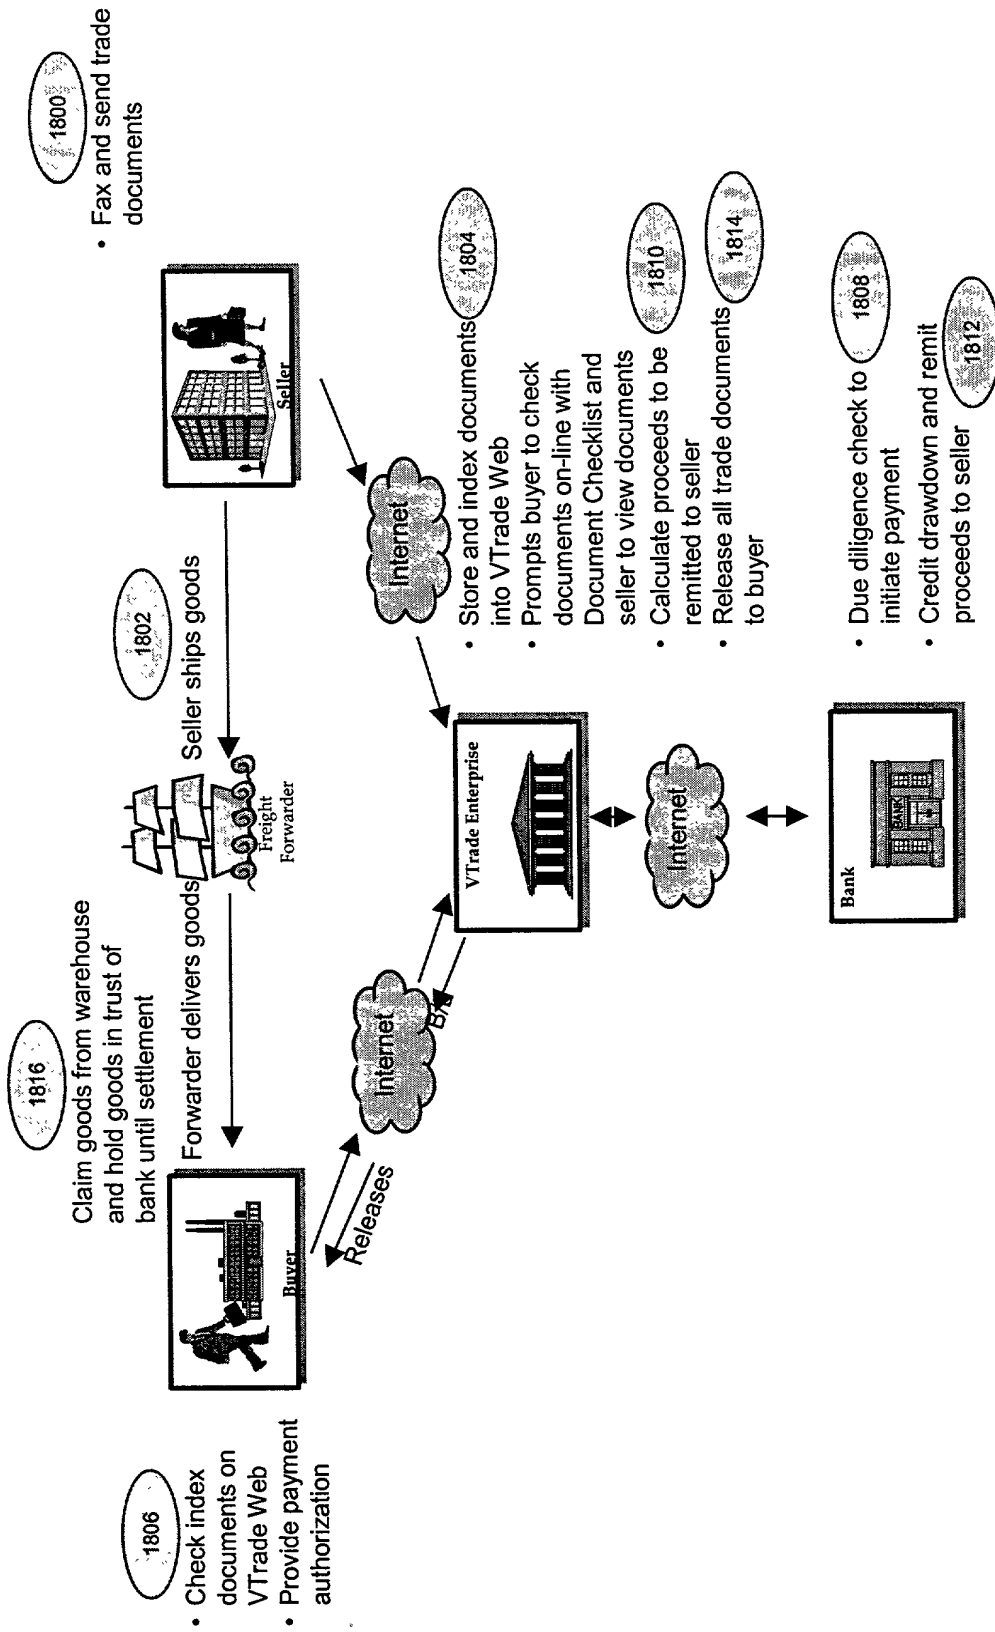 1816
Claim goods from warehouse
and hold goods in trust of
bank until settlement
1806
• Check index
documents on
VTrade Web
• Provide payment
authorization
Buyer
Forwarder delivers goods
Freight
Forwarder
1802
Seller ships goods
Seller
1800
• Fax and send trade
documents
Releases
Internet
Internet
VTrade Enterprise
• Store and index documents
into VTrade Web
1804
• Prompts buyer to check
documents on-line with
Document Checklist and
seller to view documents
• Calculate proceeds to be
remitted to seller
1810
• Release all trade documents
to buyer
1814
Internet
Bank
BANK
• Due diligence check to
initiate payment
1808
• Credit drawdown and remit
proceeds to seller
1812